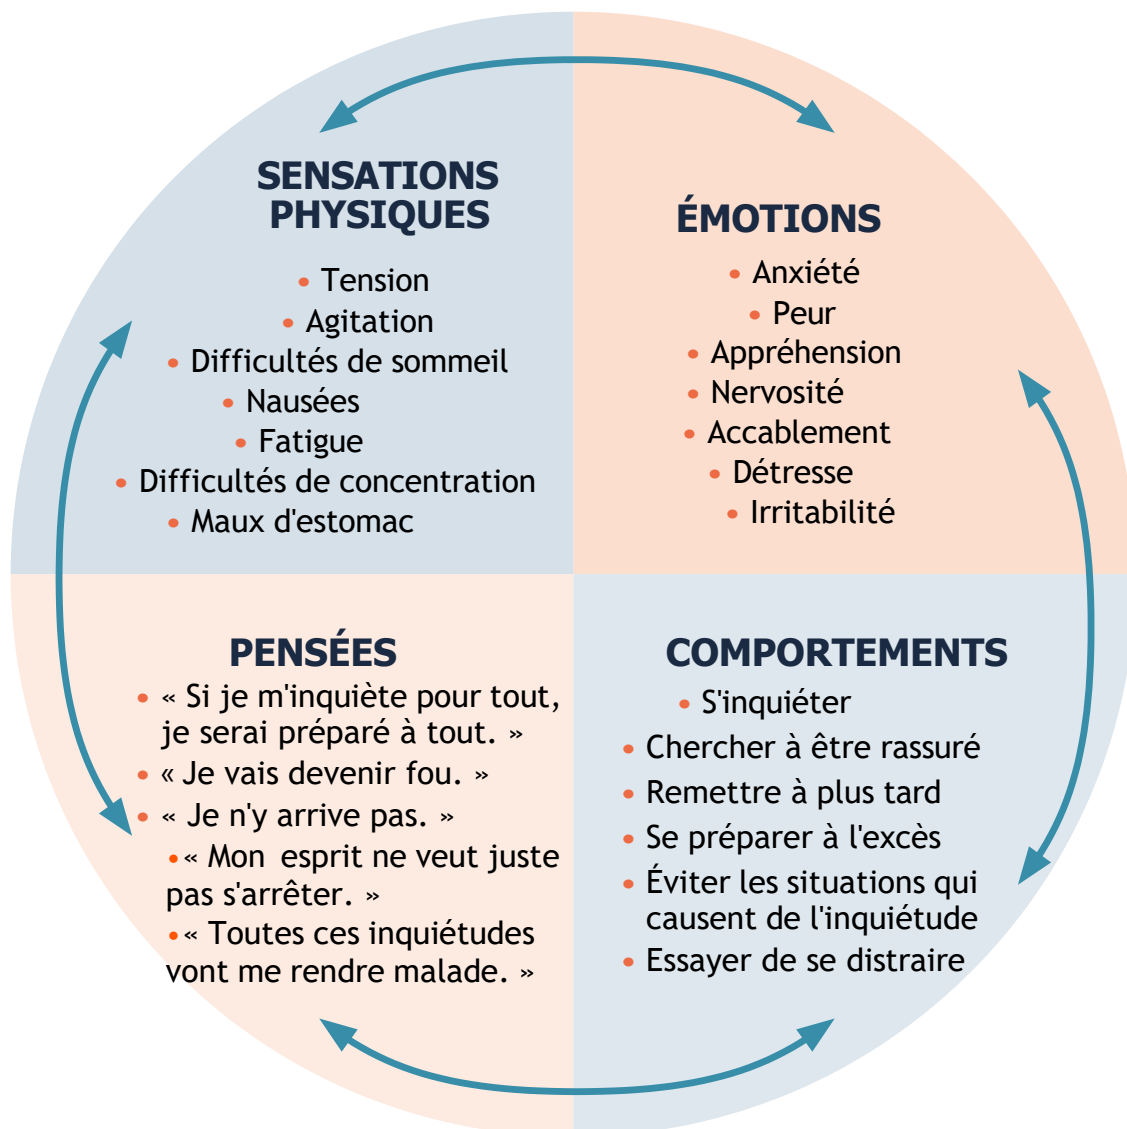 SENSATIONS
PHYSIQUES
• Tension
• Agitation
• Difficultés de sommeil
• Nausées
• Fatigue
• Difficultés de concentration
• Maux d'estomac
ÉMOTIONS
• Anxiété
• Peur
• Appréhension
• Nervosité
• Accablement
• Détresse
• Irritabilité
PENSÉES
• « Si je m'inquiète pour tout,
je serai préparé à tout. »
• « Je vais devenir fou. »
• « Je n'y arrive pas. »
• « Mon esprit ne veut juste
pas s'arrêter. »
• « Toutes ces inquiétudes
vont me rendre malade. »
COMPORTEMENTS
• S'inquiéter
• Chercher à être rassuré
• Remettre à plus tard
• Se préparer à l'excès
• Éviter les situations qui
causent de l'inquiétude
• Essayer de se distraire